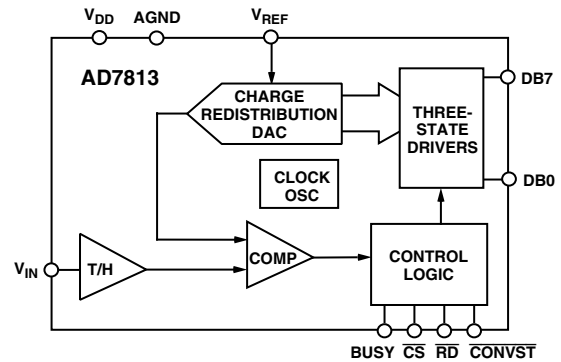 VDD AGND VREF
AD7813
CHARGE
REDISTRIBUTION
DAC
THREE-
STATE
DRIVERS
DB7
DB0
CLOCK
OSC
VIN
T/H
COMP
CONTROL
LOGIC
BUSY CS RD CONVST